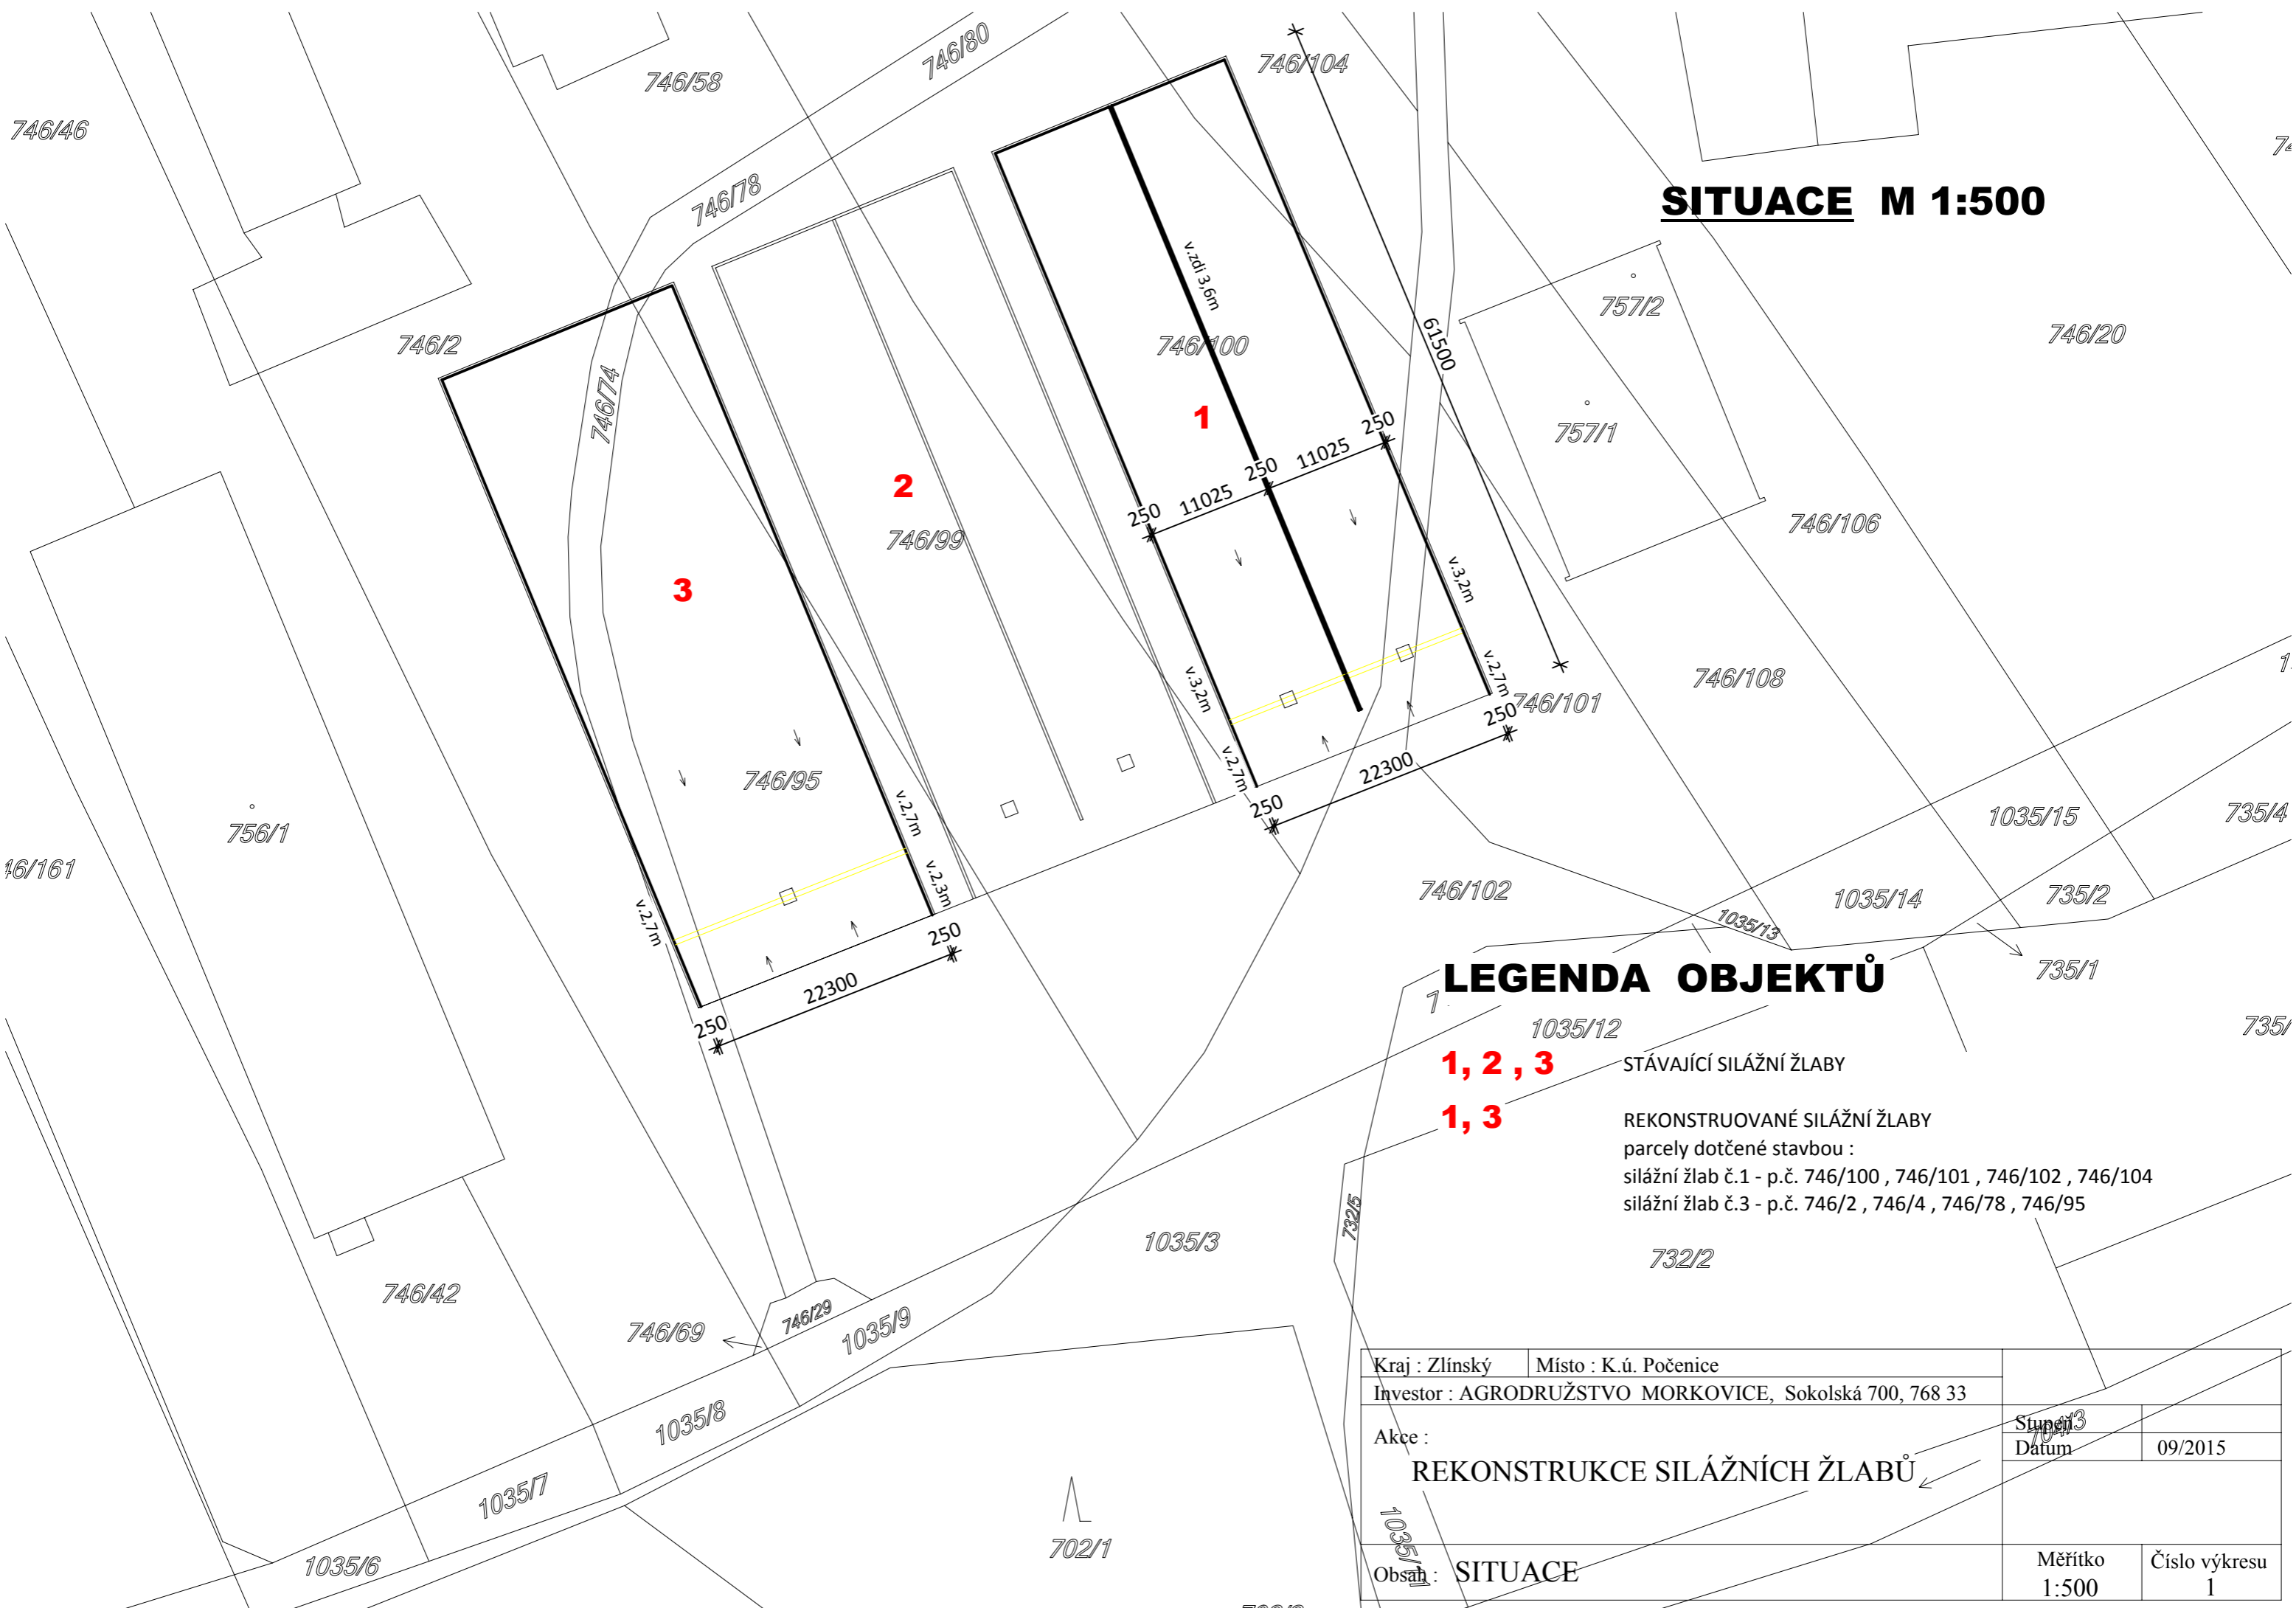 746/80
746/104
746/58
746/46
746/78
SITUACE M 1:500
v.zdi 3,6m
757/2
746/2
746/100
61500
746/20
746/74
1
250
11025
250
11025
250
757/1
2
746/99
746/106
3
v.3,2m
v.3,2m
v.2,7m
746/108
746/101
250
22300
250
v.2,7m
746/95
v.2,7m
756/1
1035/15
735/4
46/161
v.2,3m
746/102
1035/14
735/2
v.2,7m
1035/13
250
22300
250
735/1
LEGENDA OBJEKTŮ
7
1035/12
735/
1, 2 , 3 STÁVAJÍCÍ SILÁŽNÍ ŽLABY
1, 3 REKONSTRUOVANÉ SILÁŽNÍ ŽLABY
parcely dotčené stavbou :
silážní žlab č.1 - p.č. 746/100 , 746/101 , 746/102 , 746/104
silážní žlab č.3 - p.č. 746/2 , 746/4 , 746/78 , 746/95
732/5
1035/3
732/2
746/42
746/29
746/69
1035/9
1035/8
1035/7
1035/6
702/1
1035/11
Kraj : Zlínský Místo : K.ú. Počenice
Investor : AGRODRUŽSTVO MORKOVICE, Sokolská 700, 768 33
Stupeň
Datum 09/2015
Akce :
REKONSTRUKCE SILÁŽNÍCH ŽLABŮ
Obsah : SITUACE
Měřítko
1:500
Číslo výkresu
1